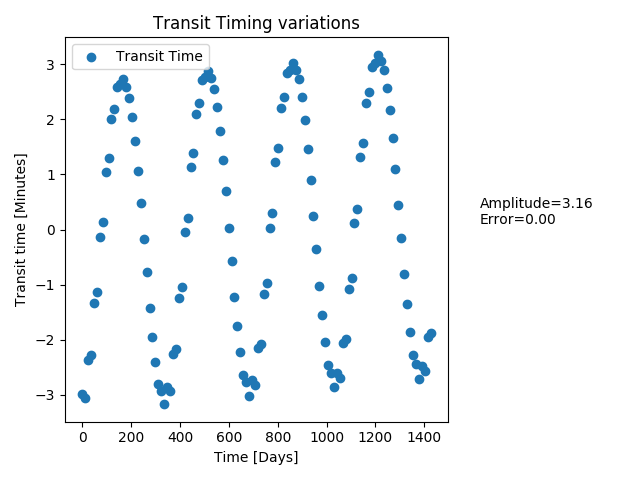 Transit Timing variations
Transit Time
3
2
1
0
−1
−2
−3
Transit time [Minutes]
0 200 400 600 800 1000 1200 1400
Time [Days]
Amplitude=3.16
Error=0.00